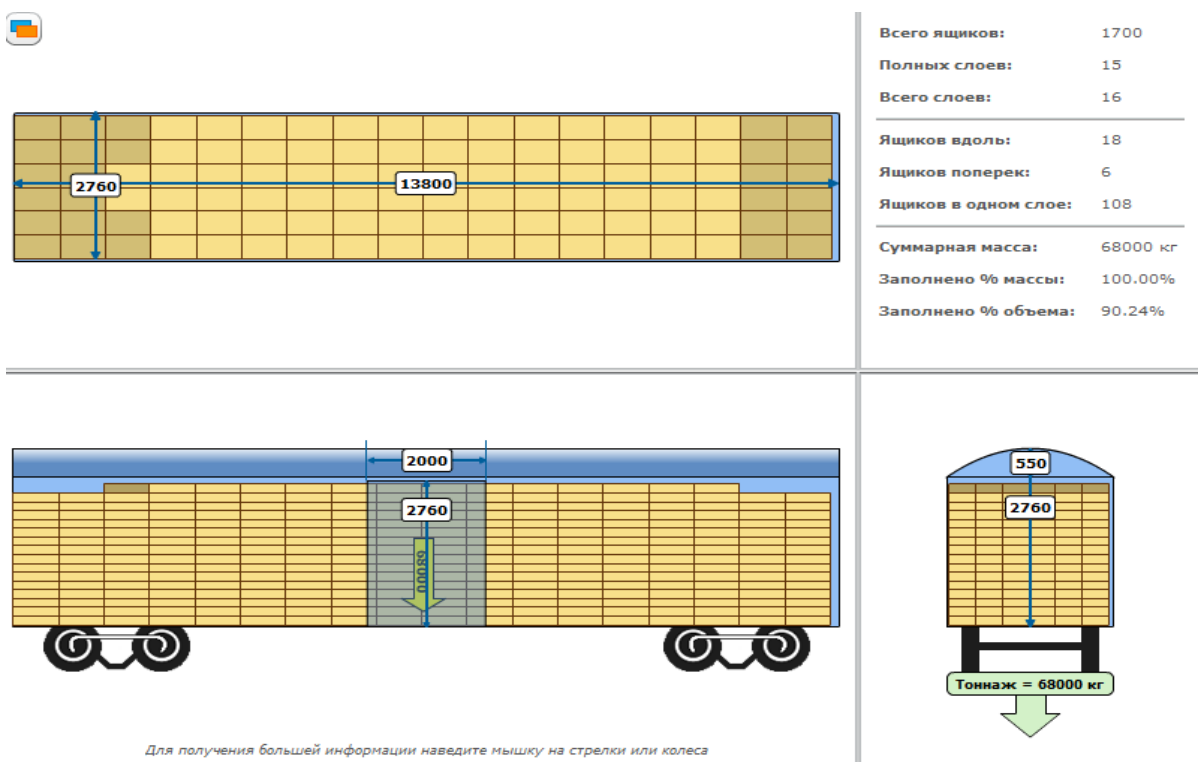 Всего ящиков: 1700
Полных слоев: 15
Всего слоев: 16
Ящиков вдоль: 18
Ящиков поперек: 6
Ящиков в одном слое: 108
Суммарная масса: 68000 кг
Заполнено % массы: 100.00%
Заполнено % объема: 90.24%
2760
13800
2000
2760
68000
550
2760
Тоннаж = 68000 кг
Для получения большей информации наведите мышку на стрелки или колеса